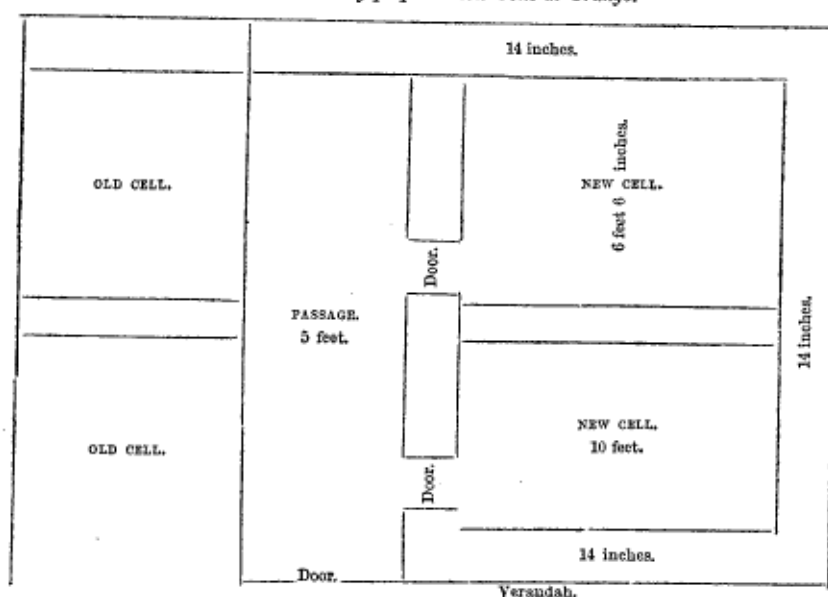 14 inches.
OLD CELL.
NEW CELL.
6 feet 6 inches.
Door.
PASSAGE.
5 feet.
14 inches.
OLD CELL.
NEW CELL.
10 feet.
Door.
14 inches.
Door.
Verandah.